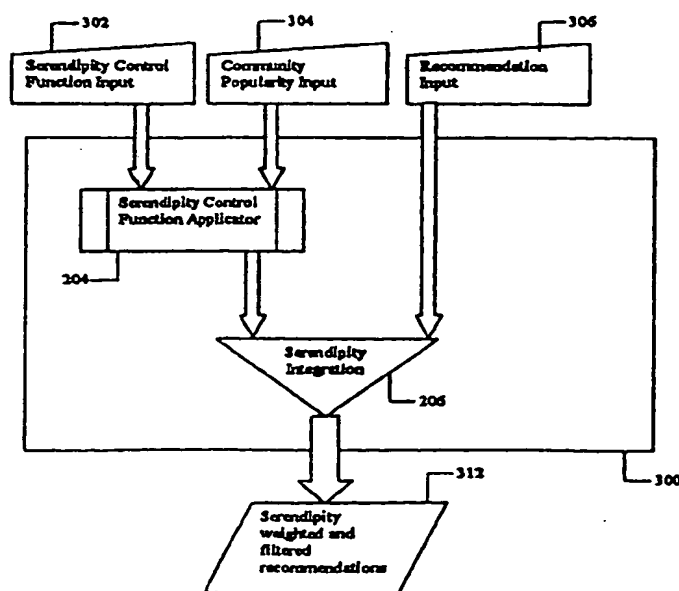 302
304
306
Serendipity Control
Function Input
Community
Popularity Input
Recommendation
Input
Serendipity Control
Function Applicator
204
Serendipity
Integration
206
300
312
Serendipity
weighted and
filtered
recommendations